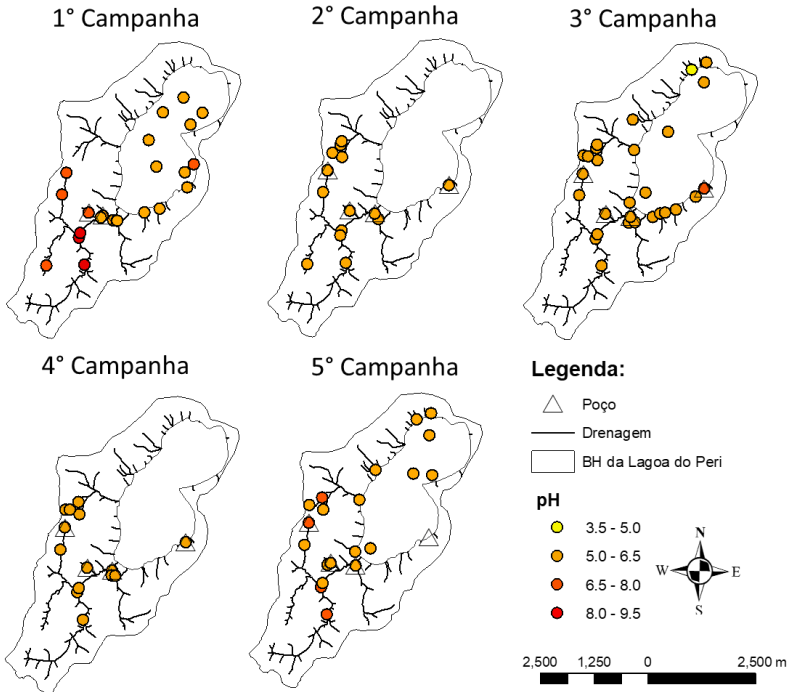 1° Campanha
2° Campanha
3° Campanha
4° Campanha
5° Campanha
Legenda:
Poço
Drenagem
BH da Lagoa do Peri
pH
3.5 - 5.0
5.0 - 6.5
6.5 - 8.0
8.0 - 9.5
N
W
E
S
2,500 1,250 0 2,500 m